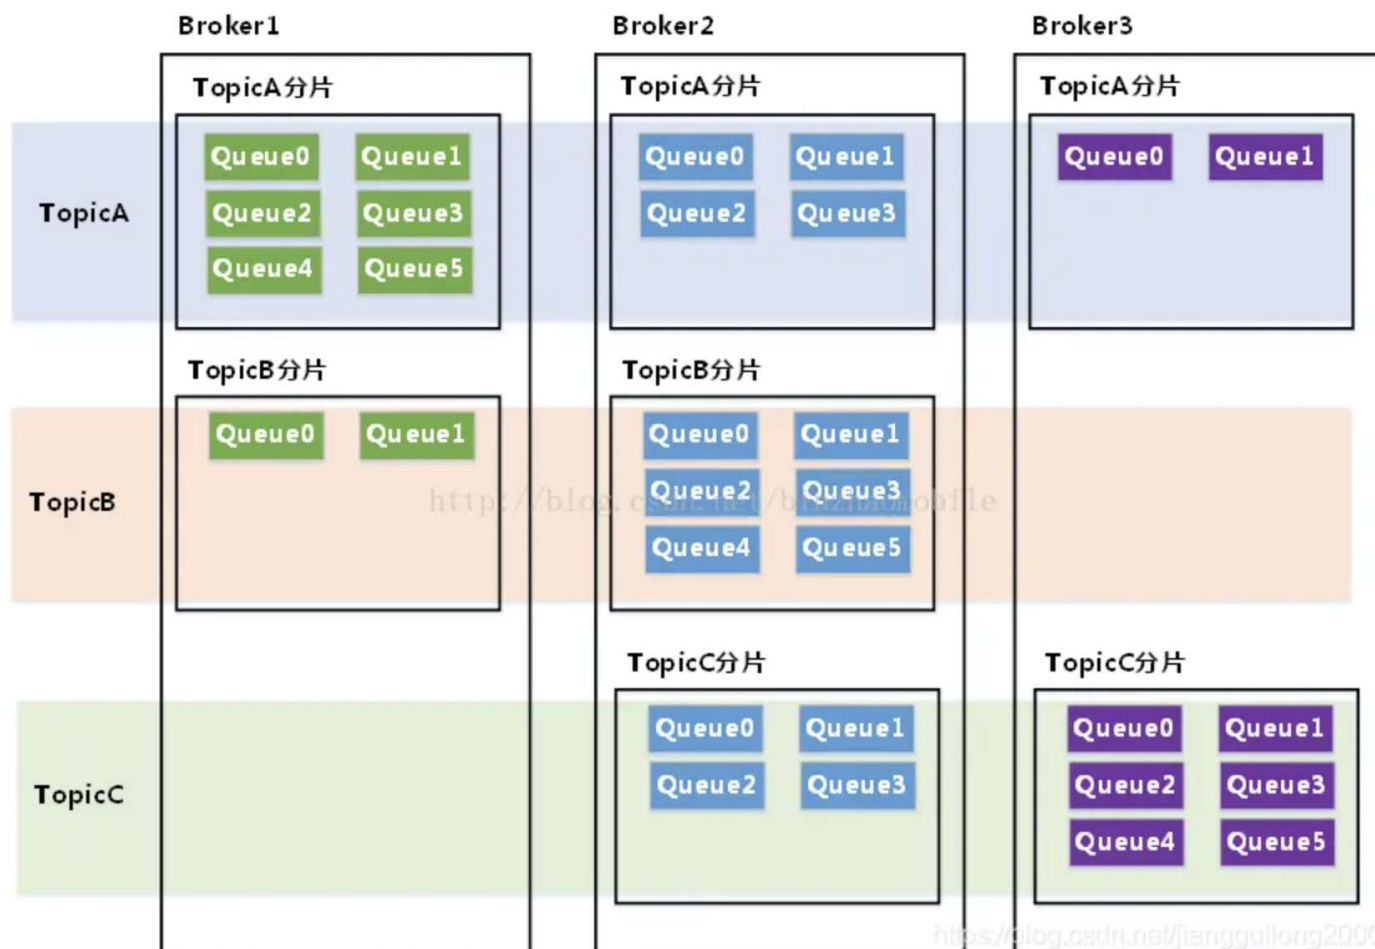 Broker1 Broker2 Broker3
TopicA分片 TopicA分片 TopicA分片
TopicA
Queue0 Queue1 Queue0 Queue1 Queue0 Queue1
Queue2 Queue3 Queue2 Queue3
Queue4 Queue5
TopicB分片 TopicB分片
TopicB
Queue0 Queue1 Queue0 Queue1
Queue2 Queue3
Queue4 Queue5
TopicC分片 TopicC分片
TopicC
Queue0 Queue1 Queue0 Queue1
Queue2 Queue3 Queue2 Queue3
Queue4 Queue5